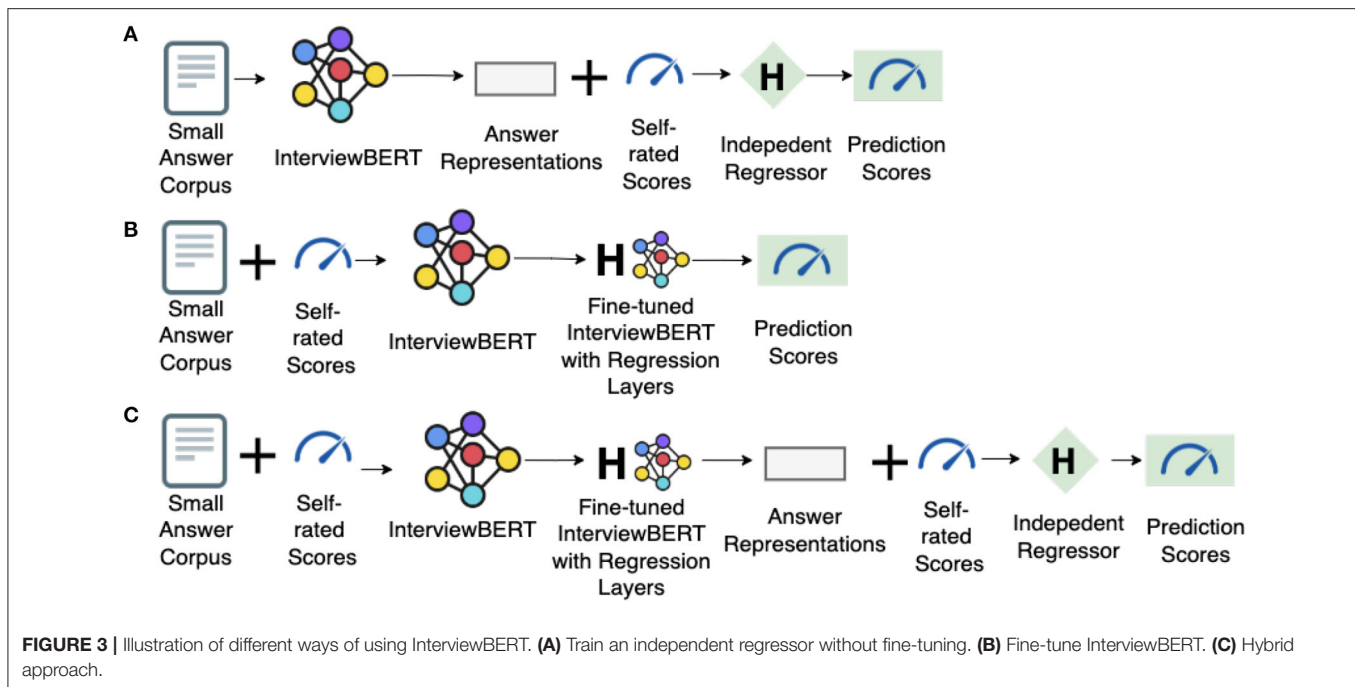 A
H
Small
Answer
Corpus
InterviewBERT
Answer
Representations
Self-
rated
Scores
Indepedent
Regressor
Prediction
Scores
B
H
Small
Answer
Corpus
Self-
rated
Scores
InterviewBERT
Fine-tuned
InterviewBERT
with Regression
Layers
Prediction
Scores
C
H
H
Small
Answer
Corpus
Self-
rated
Scores
InterviewBERT
Fine-tuned
InterviewBERT
with Regression
Layers
Answer
Representations
Self-
rated
Scores
Indepedent
Regressor
Prediction
Scores
FIGURE 3 | Illustration of different ways of using InterviewBERT. (A) Train an independent regressor without fine-tuning. (B) Fine-tune InterviewBERT. (C) Hybrid
approach.